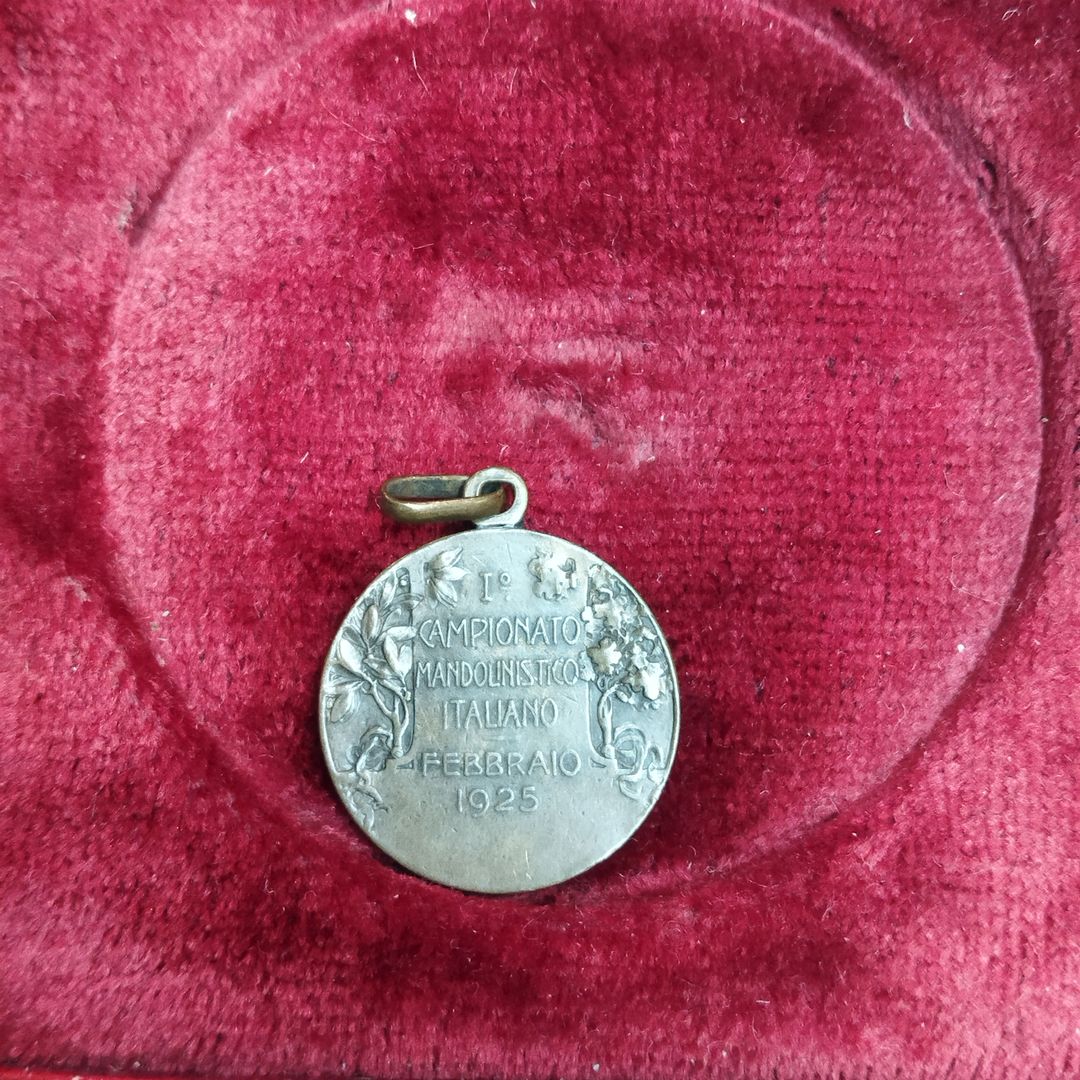 I°
CAMPIONATO
MANDOLINISTICO
ITALIANO
FEBBRAIO
1925